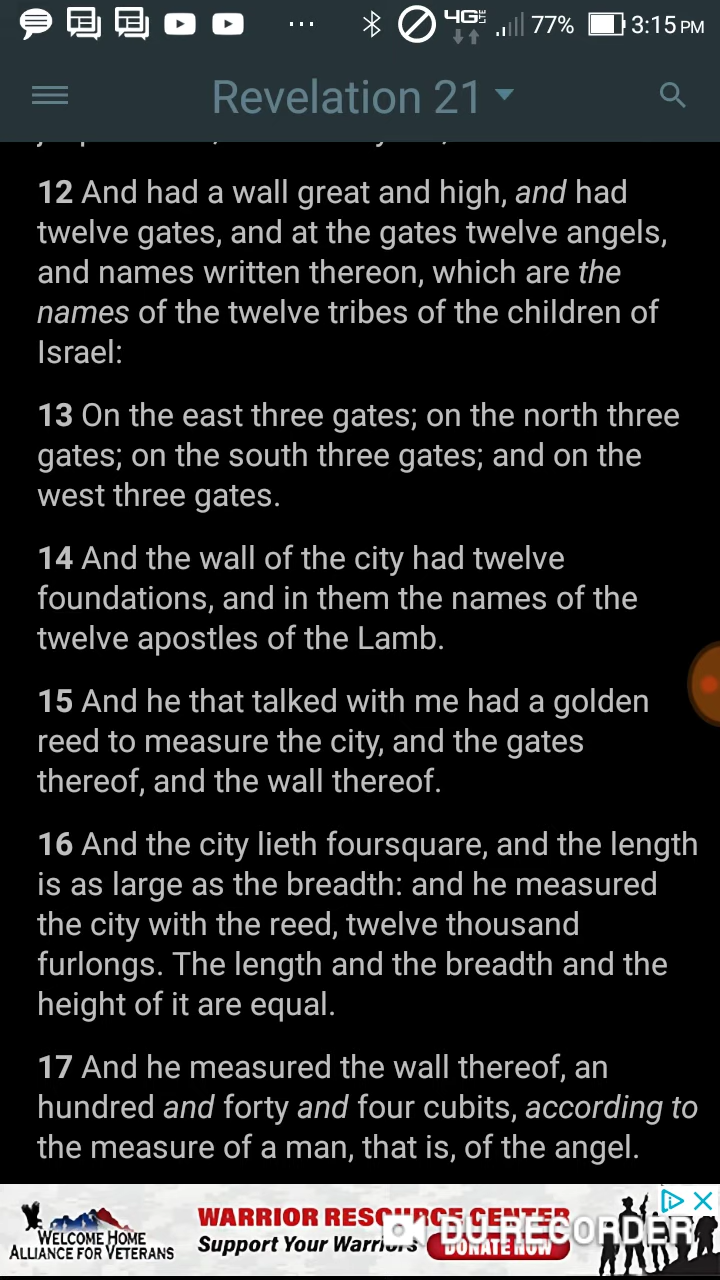 4G LTE 77% 3:15 PM
Revelation 21
12 And had a wall great and high, and had
twelve gates, and at the gates twelve angels,
and names written thereon, which are the
names of the twelve tribes of the children of
Israel:
13 On the east three gates; on the north three
gates; on the south three gates; and on the
west three gates.
14 And the wall of the city had twelve
foundations, and in them the names of the
twelve apostles of the Lamb.
15 And he that talked with me had a golden
reed to measure the city, and the gates
thereof, and the wall thereof.
16 And the city lieth foursquare, and the length
is as large as the breadth: and he measured
the city with the reed, twelve thousand
furlongs. The length and the breadth and the
height of it are equal.
17 And he measured the wall thereof, an
hundred and forty and four cubits, according to
the measure of a man, that is, of the angel.
WELCOME HOME
ALLIANCE FOR VETERANS
WARRIOR RESOURCE CENTER
Support Your Warriors
DONATE NOW
DU RECORDER